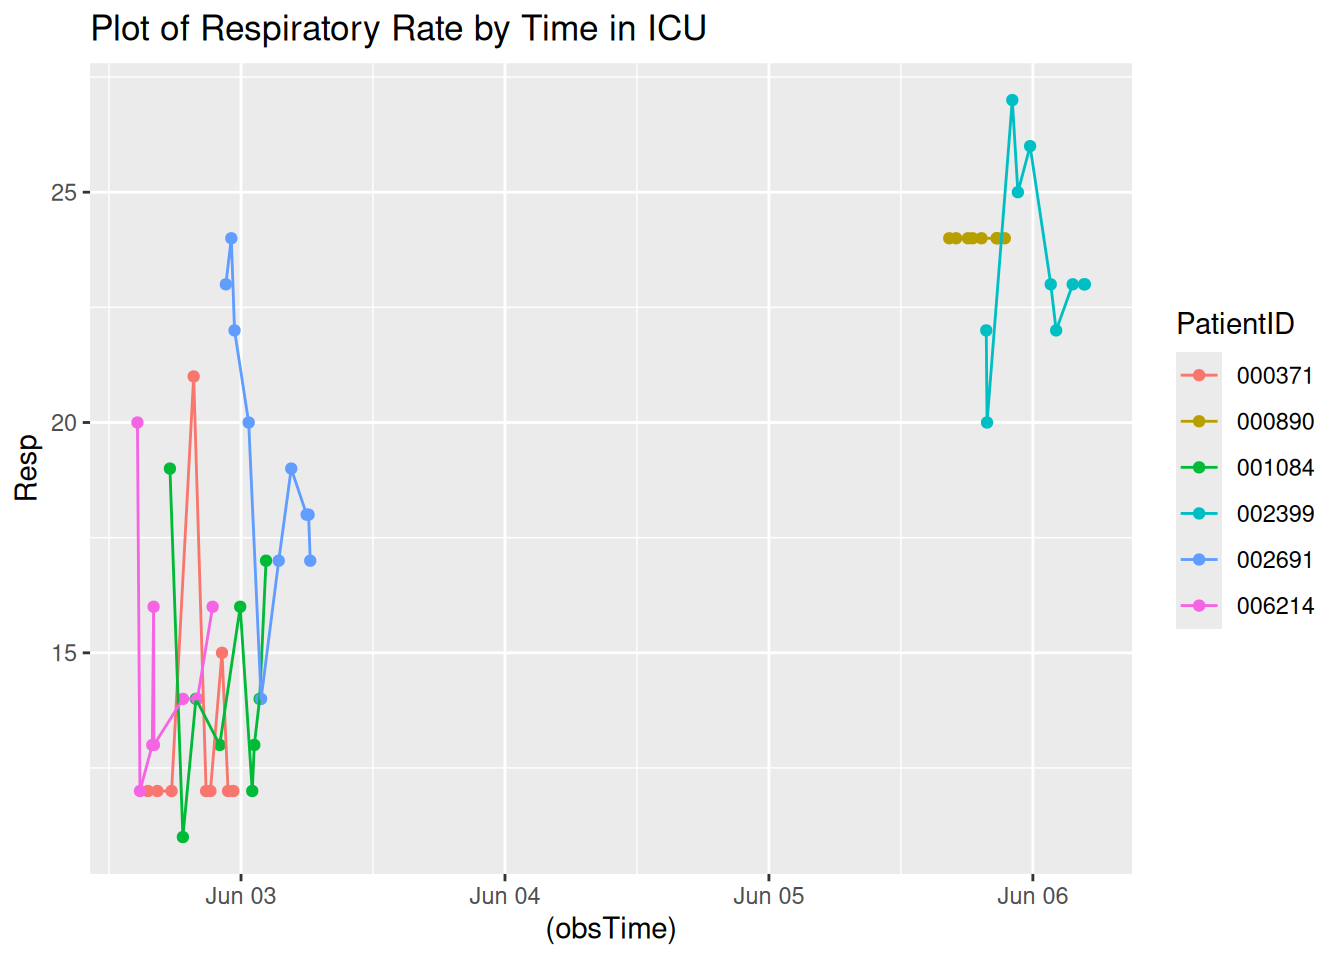 Plot of Respiratory Rate by Time in ICU
25
20
15
Resp
Jun 03
Jun 04
Jun 05
Jun 06
(obsTime)
PatientID
000371
000890
001084
002399
002691
006214